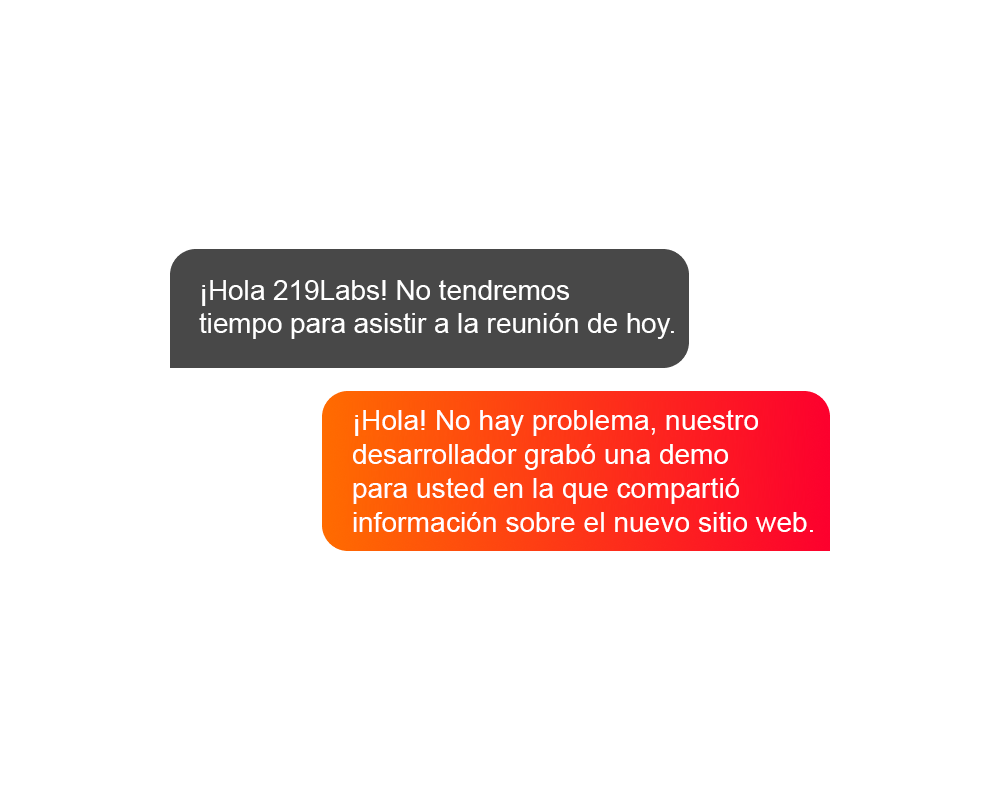 ¡Hola 219Labs! No tendremos
tiempo para asistir a la reunión de hoy.
¡Hola! No hay problema, nuestro
desarrollador grabó una demo
para usted en la que compartió
información sobre el nuevo sitio web.